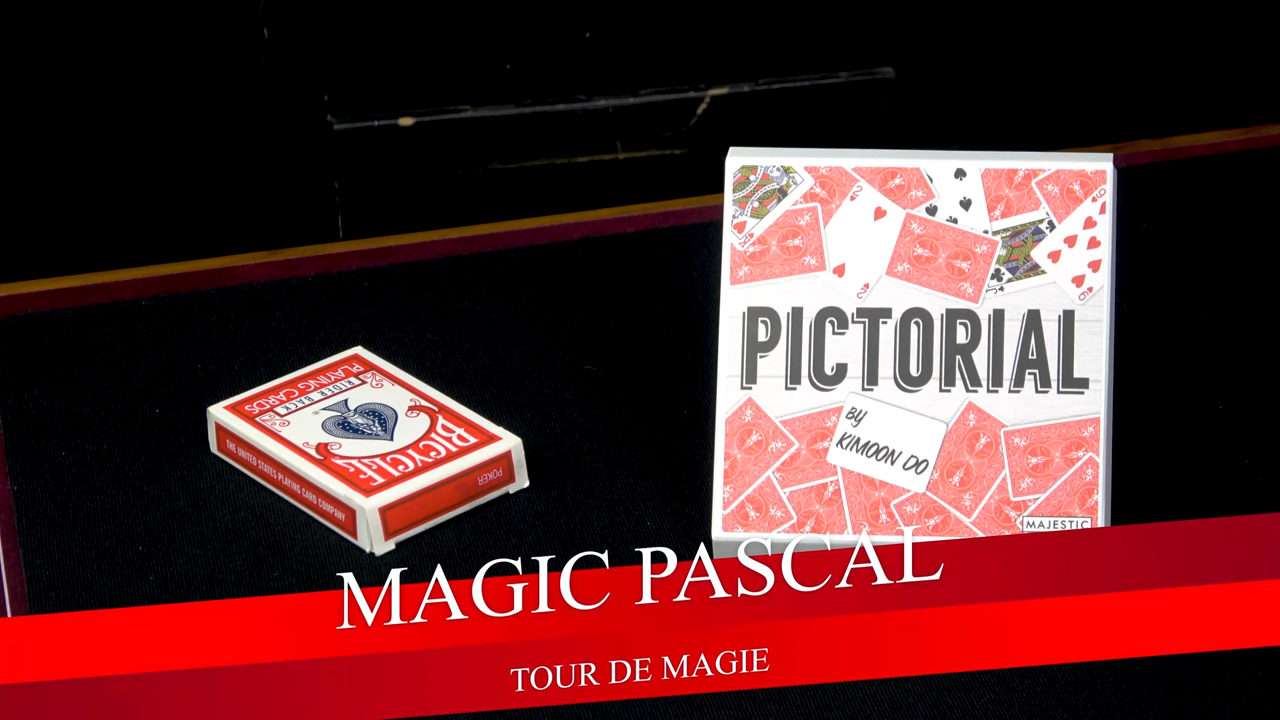 PICTORIAL
BY
KIMOON DO
MAJESTIC
PLAYING CARDS
RIDER BACK
®
BICYCLE
POKER
THE UNITED STATES PLAYING CARD COMPANY
MAGIC PASCAL
TOUR DE MAGIE